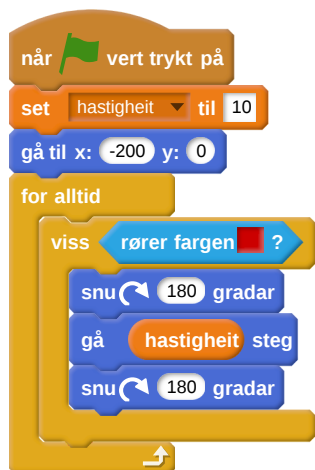 når vert trykt på
set hastigheit til 10
gå til x: -200 y: 0
for alltid
viss rører fargen ?
snu 180 gradar
gå hastigheit steg
snu 180 gradar